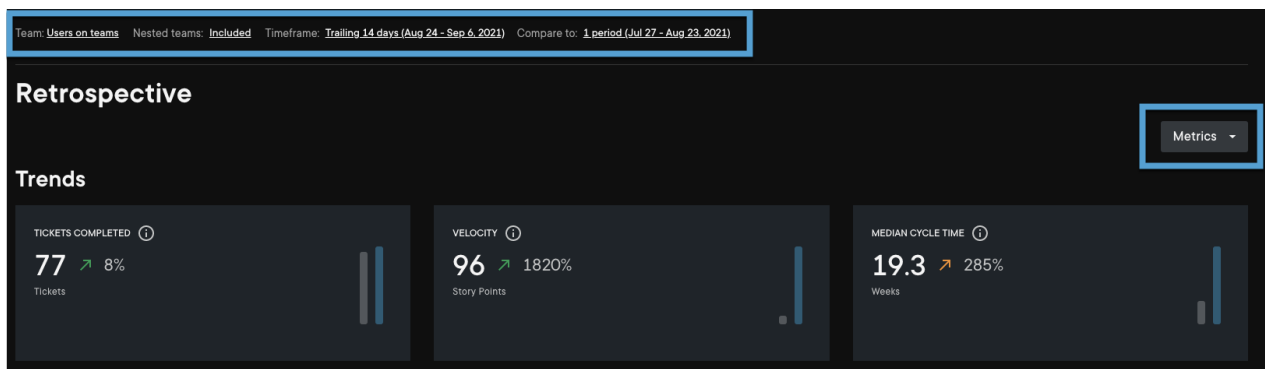 Team: Users on teams Nested teams: Included Timeframe: Trailing 14 days (Aug 24 - Sep 6, 2021) Compare to: 1 period (Jul 27 - Aug 23, 2021)
Retrospective
Metrics
Trends
TICKETS COMPLETED
77 8%
Tickets
VELOCITY
96 1820%
Story Points
MEDIAN CYCLE TIME
19.3 285%
Weeks